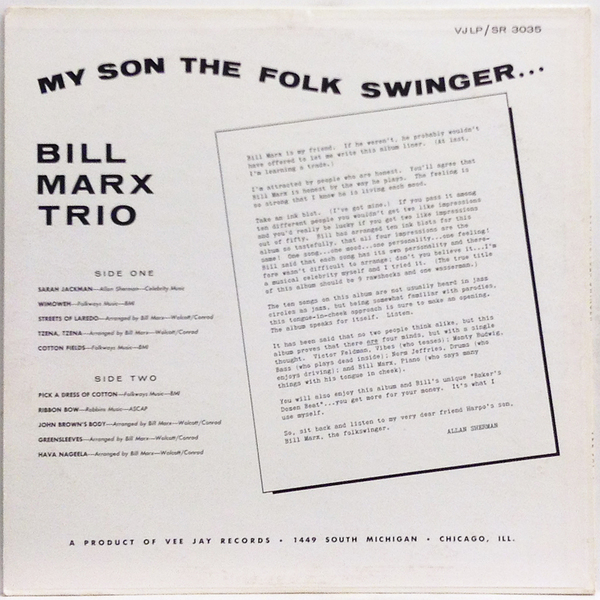 VJLP/SR 3035
MY SON THE FOLK SWINGER...
BILL
MARX
TRIO
SIDE ONE
SARAH JACKMAN—Allan Sherman—Celebrity Music
WIMOWEH—Folkways Music—BMI
STREETS OF LAREDO—Arranged by Bill Marx—Wolcott/Conrad
TZENA, TZENA—Arranged by Bill Marx—Wolcott/Conrad
COTTON FIELDS—Folkways Music—BMI
SIDE TWO
PICK A DRESS OF COTTON—Folkways Music—BMI
RIBBON BOW—Robbins Music—ASCAP
JOHN BROWN'S BODY—Arranged by Bill Marx—Wolcott/Conrad
GREENSLEEVES—Arranged by Bill Marx—Wolcott/Conrad
HAVA NAGEELA—Arranged by Bill Marx—Wolcott/Conrad
Bill Marx is my friend. If he weren't, he probably wouldn't
have offered to let me write this album liner. (At last,
I'm learning a trade.)
I'm attracted by people who are honest. You'll agree that
Bill Marx is honest by the way he plays. The feeling is
so strong that I know he is living each mood.
Take an ink blot. (I've got mine.) If you pass it among
ten different people you wouldn't get two like impressions
and you'd really be lucky if you got two like impressions
out of fifty. Bill has arranged ten ink blots for this
album so tastefully, that all four impressions are the
same! One song...one mood...one personality...one feeling!
Bill said that each song has its own personality and there-
fore wasn't difficult to arrange; don't you believe it...I'm
a musical celebrity myself and I tried it. (The true title
of this album should be 9 rowshacks and one wasserman.)
The ten songs on this album are not usually heard in jazz
circles as jazz, but being somewhat familiar with parodies,
this tongue-in-cheek approach is sure to make an opening.
The album speaks for itself. Listen.
It has been said that no two people think alike, but this
album proves that there are four minds, but with a single
thought. Victor Feldman, Vibes (who tenses); Monty Budwig,
Bass (who plays dead inside); Norm Jeffries, Drums (who
enjoys driving); and Bill Marx, Piano (who says many
things with his tongue in cheek).
You will also enjoy this album and Bill's unique "Baker's
Dozen Beat"...you get more for your money. It's what I
use myself.
So, sit back and listen to my very dear friend Harpo's son,
Bill Marx, the folkswinger.
ALLAN SHERMAN
A PRODUCT OF VEE JAY RECORDS • 1449 SOUTH MICHIGAN • CHICAGO, ILL.